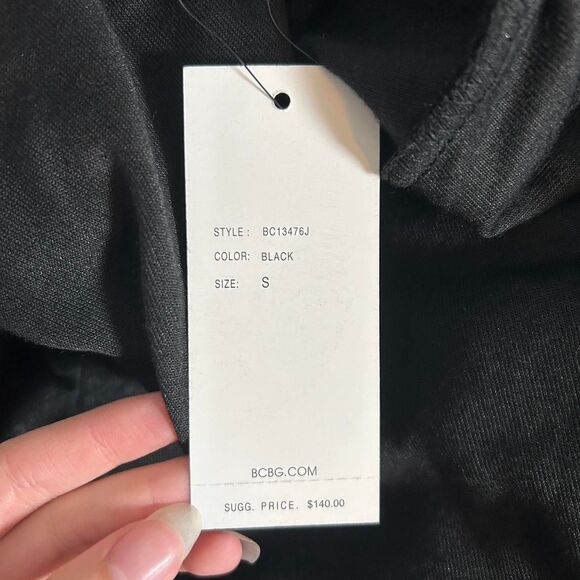 STYLE: BC13476J
COLOR: BLACK
SIZE: S
BCBG.COM
SUGG. PRICE. $140.00